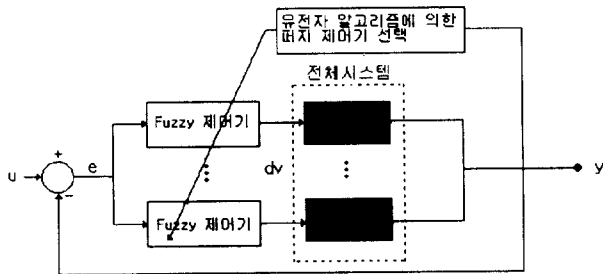 유전자 알고리즘에 의한
퍼지 제어기 선택
전체시스템
Fuzzy 제어기
+
u
e
−
dv
y
Fuzzy 제어기